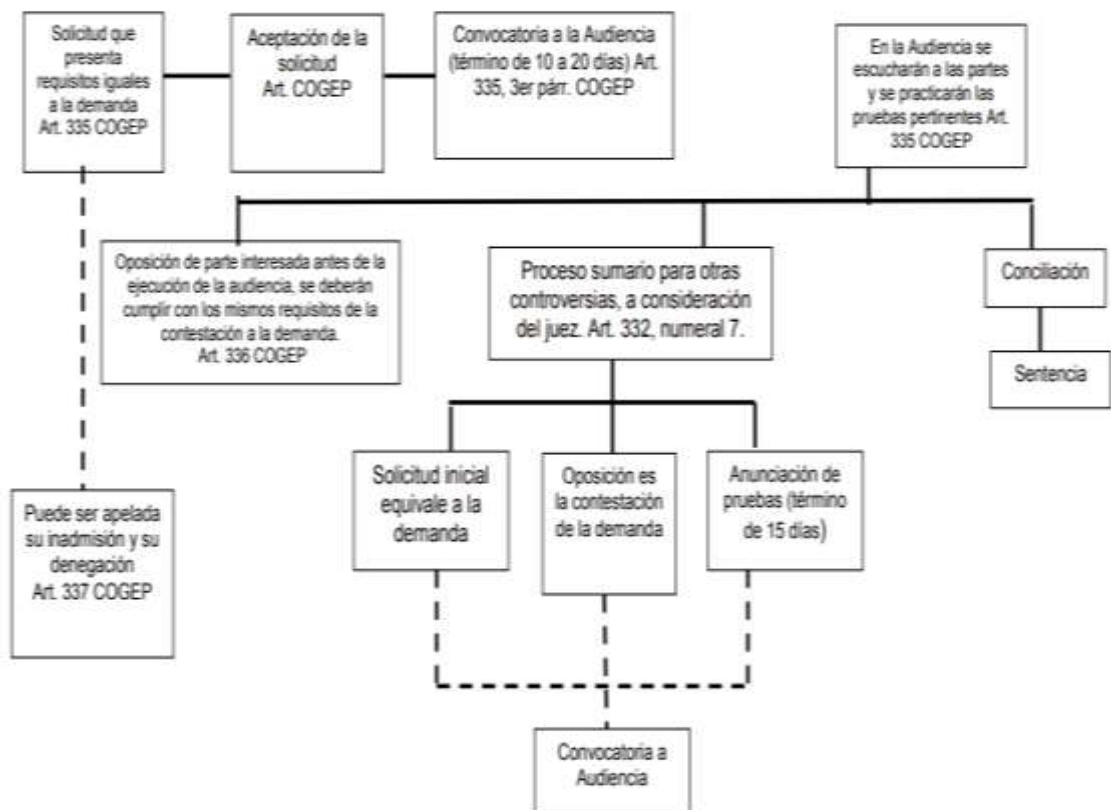 Solicitud que
presenta
requisitos iguales
a la demanda
Art. 335 COGEP
Aceptación de la
solicitud
Art. COGEP
Convocatoria a la Audiencia
(término de 10 a 20 días) Art.
335, 3er párr. COGEP
En la Audiencia se
escucharán a las partes
y se practicarán las
pruebas pertinentes Art.
335 COGEP
Oposición de parte interesada antes de la
ejecución de la audiencia, se deberán
cumplir con los mismos requisitos de la
contestación a la demanda.
Art. 336 COGEP
Proceso sumario para otras
controversias, a consideración
del juez. Art. 332, numeral 7.
Conciliación
Sentencia
Solicitud inicial
equivale a la
demanda
Oposición es
la contestación
de la demanda
Anunciación de
pruebas (término
de 15 días)
Puede ser apelada
su inadmisión y su
denegación
Art. 337 COGEP
Convocatoria a
Audiencia